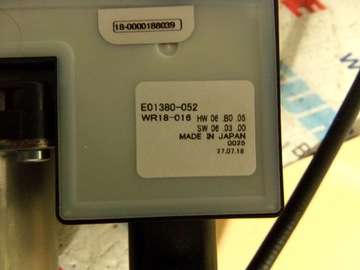 18-0000188039
E01380-052
WR18-016 HW 06 .B0 .05
SW 06 .03 .00
MADE IN JAPAN
0025
27.07.18